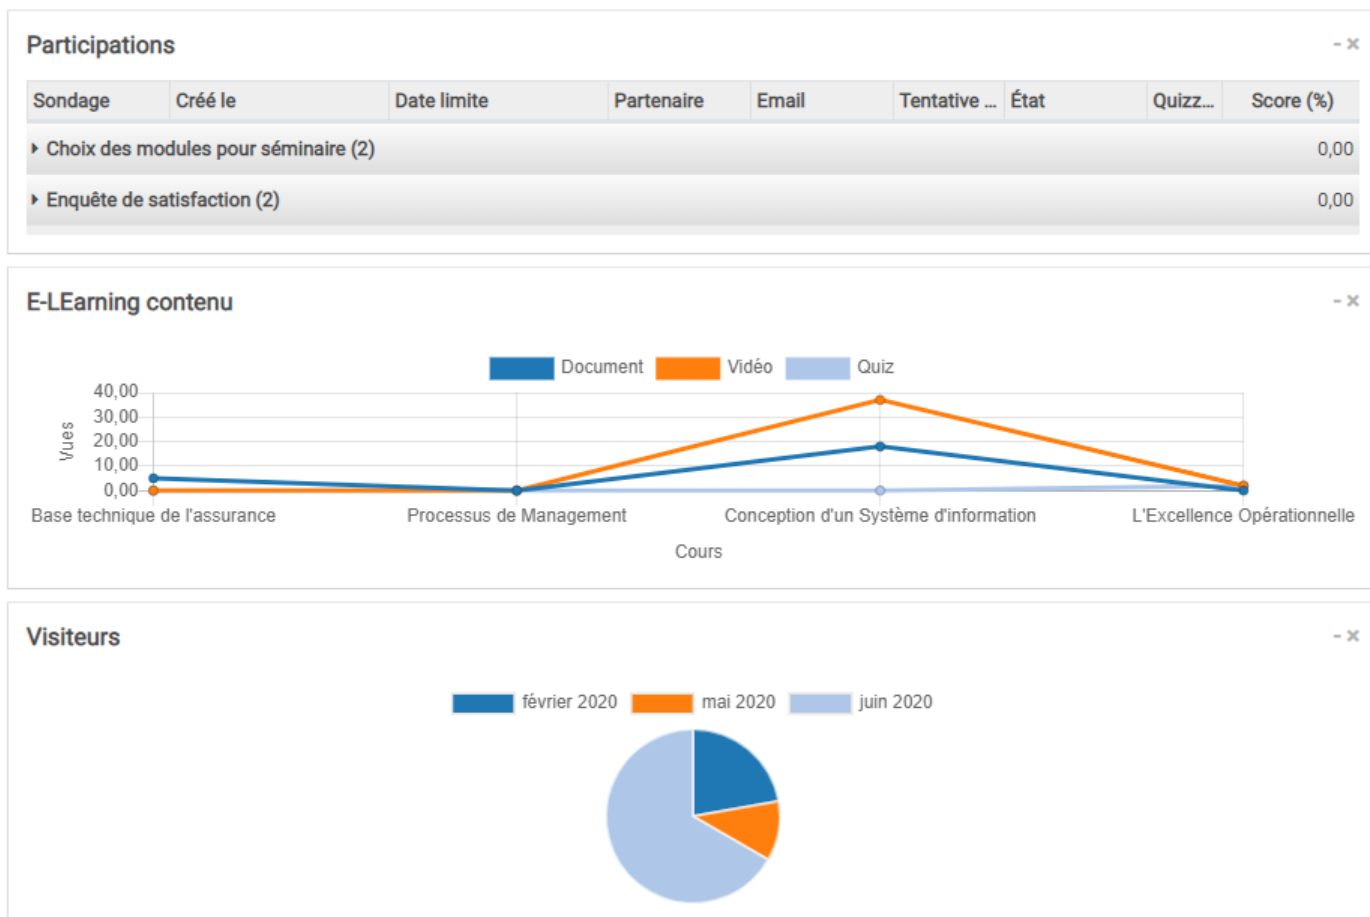 Participations
Sondage Créé le Date limite Partenaire Email Tentative ... État Quizz... Score (%)
Choix des modules pour séminaire (2) 0,00
Enquête de satisfaction (2) 0,00
E-LEarning contenu
Document Vidéo Quiz
40,00
30,00
20,00
10,00
0,00
Vues
Base technique de l'assurance Processus de Management Conception d'un Système d'information L'Excellence Opérationnelle
Cours
Visiteurs
février 2020 mai 2020 juin 2020